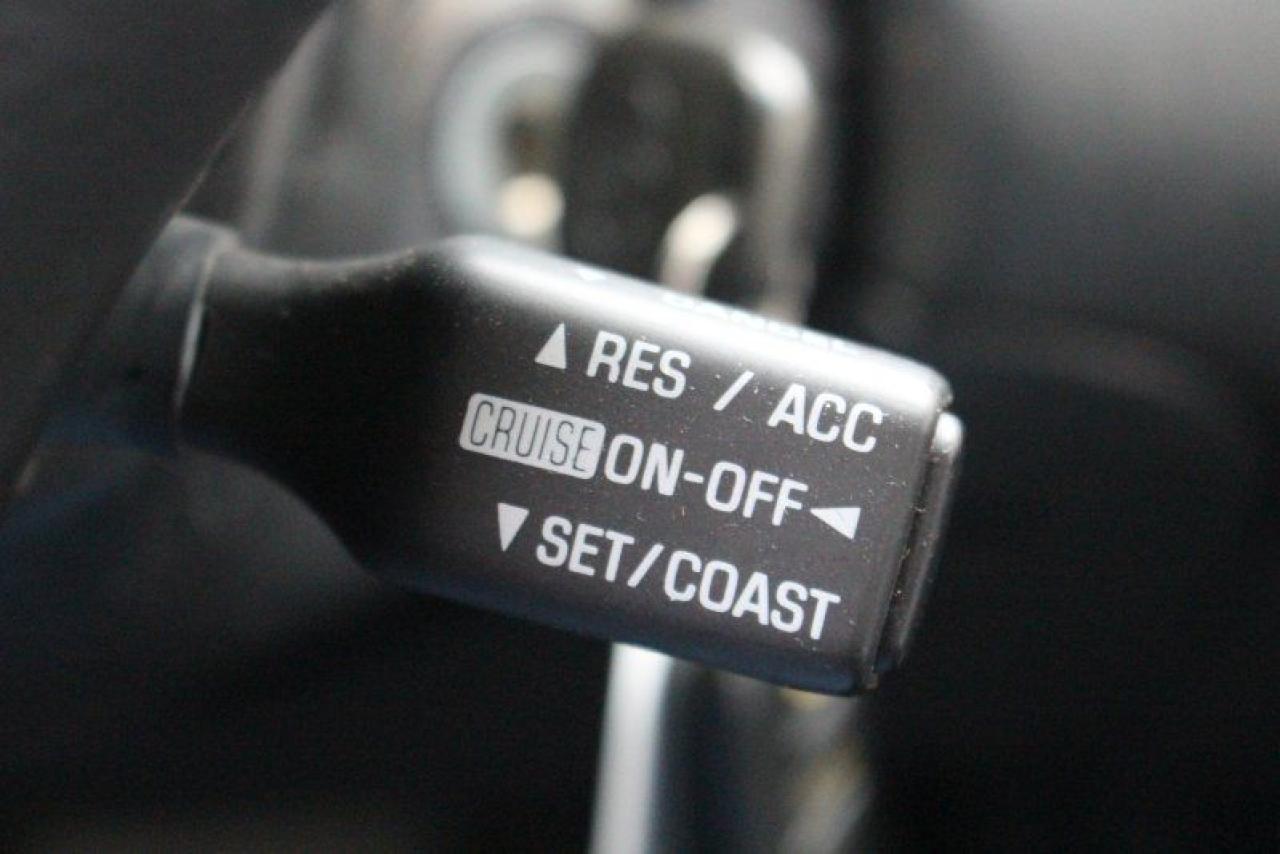 ▲ RES / ACC
CRUISE ON-OFF ◀
▼ SET/COAST